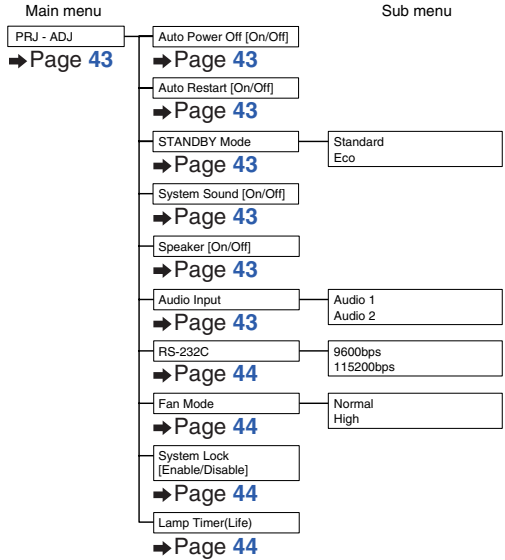 Main menu
Sub menu
PRJ - ADJ
➡Page 43
Auto Power Off [On/Off]
➡Page 43
Auto Restart [On/Off]
➡Page 43
STANDBY Mode
➡Page 43
Standard
Eco
System Sound [On/Off]
➡Page 43
Speaker [On/Off]
➡Page 43
Audio Input
➡Page 43
Audio 1
Audio 2
RS-232C
➡Page 44
9600bps
115200bps
Fan Mode
➡Page 44
Normal
High
System Lock
[Enable/Disable]
➡Page 44
Lamp Timer(Life)
➡Page 44